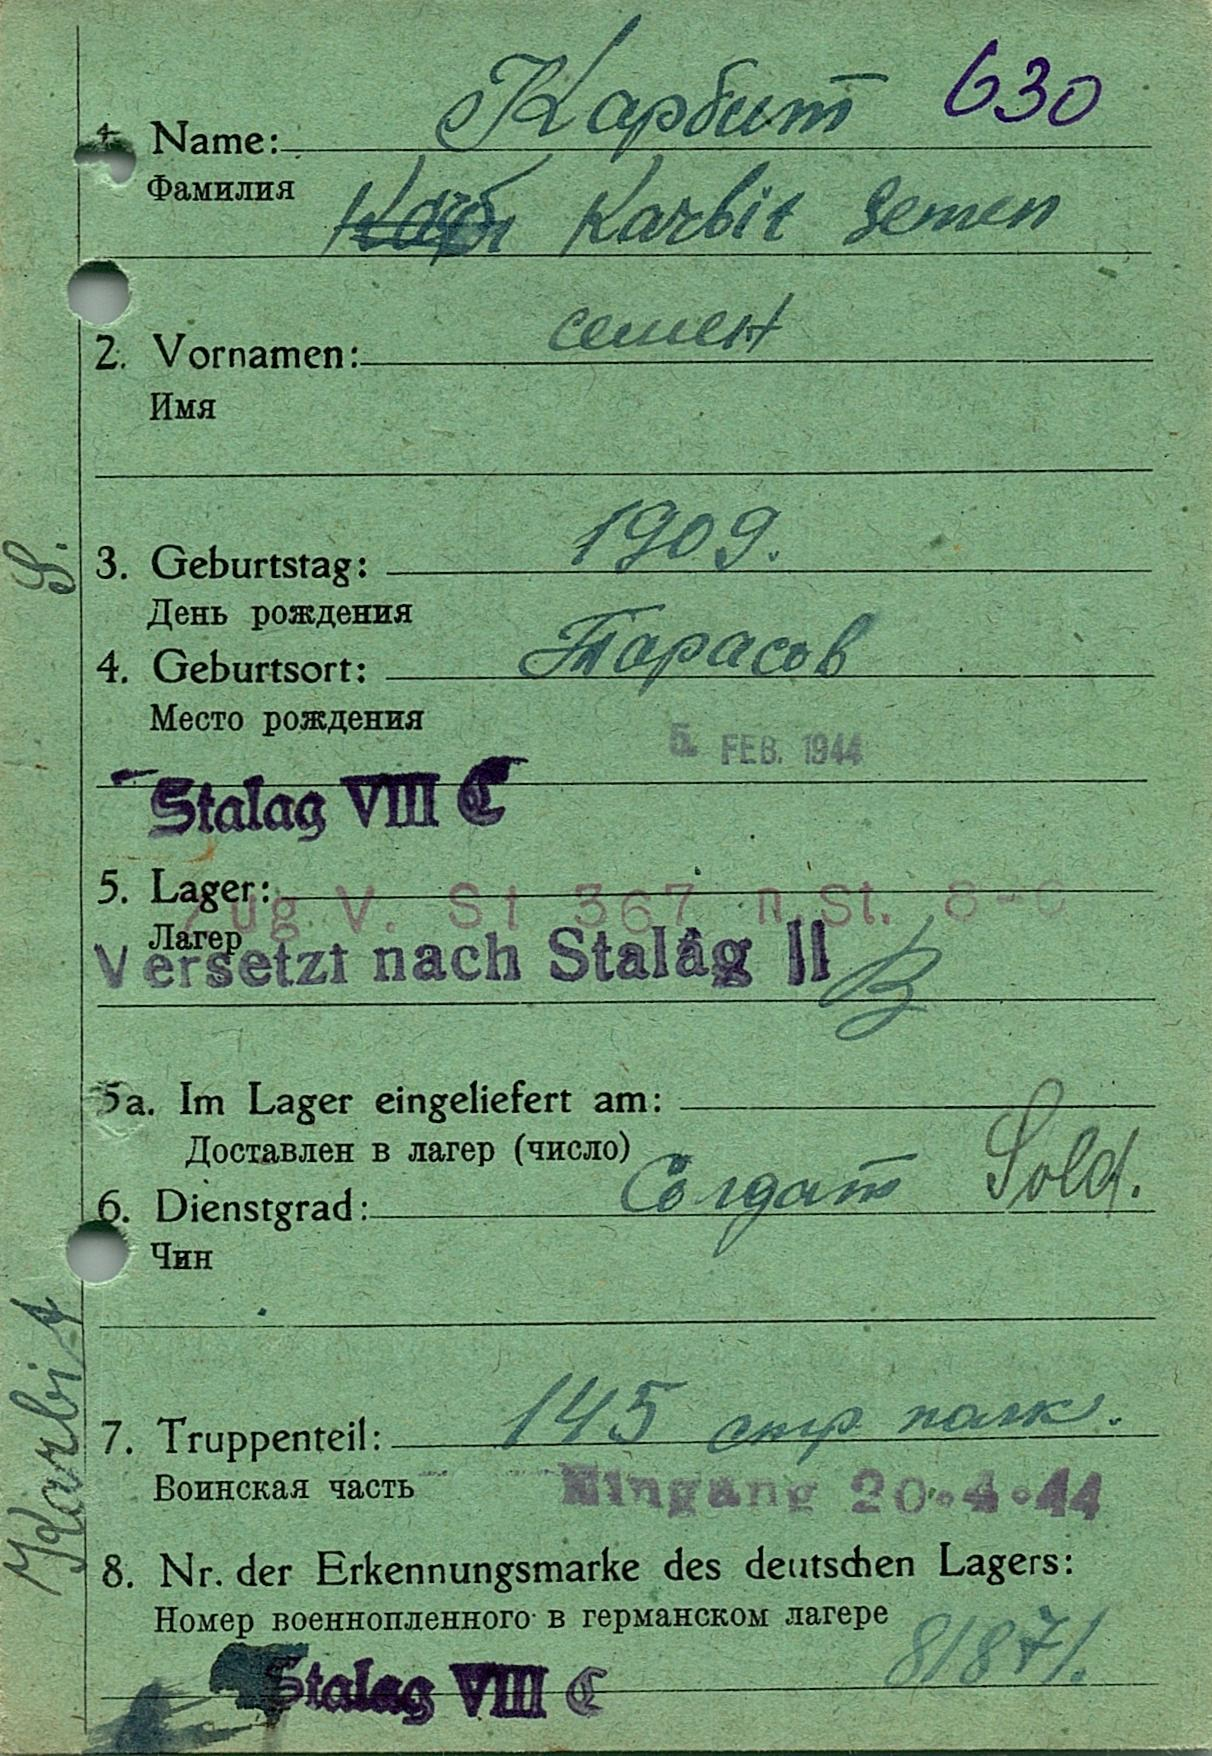 Карбит 630
1. Name:
Фамилия
Karbit Semen
семен
2. Vornamen:
Имя
1909.
3. Geburtstag:
День рождения
Тарасов
4. Geburtsort:
Место рождения
5. FEB. 1944
Stalag VIII C
5. Lager:
Zug V. St 367 n. St. 8-C
Лагер
Versetzt nach Stalag II B
5a. Im Lager eingeliefert am:
Доставлен в лагер (число)
Солдат Sold.
6. Dienstgrad:
Чин
145 стр полк.
7. Truppenteil:
Воинская часть
Eingang 20.4.44
8. Nr. der Erkennungsmarke des deutschen Lagers:
Номер военнопленного в германском лагере
81871.
Stalag VIII C
Karbit S.